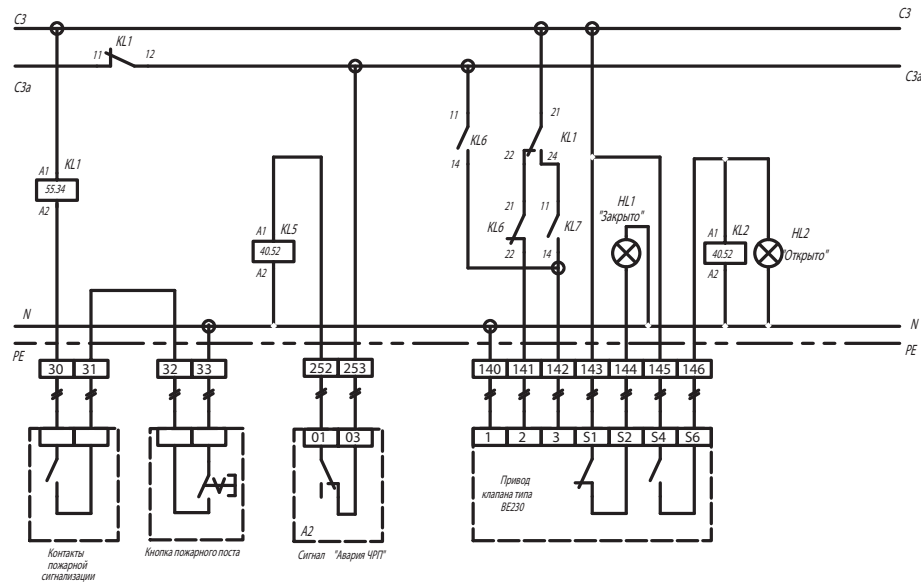 C3
C3
KL1
11
12
C3a
C3a
11
KL6
14
21
KL1
22
24
A1
KL1
55.34
A2
HL1
"Закрыто"
21
KL6
22
11
KL7
14
A1
KL5
40.52
A2
A1
KL2
40.52
A2
HL2
"Открыто"
N
N
PE
PE
30
31
32
33
252
253
140
141
142
143
144
145
146
01
03
1
2
3
S1
S2
S4
S6
Привод
клапана типа
BE230
A2
Контакты
пожарной
сигнализации
Кнопка пожарного поста
Сигнал "Авария ЧРП"